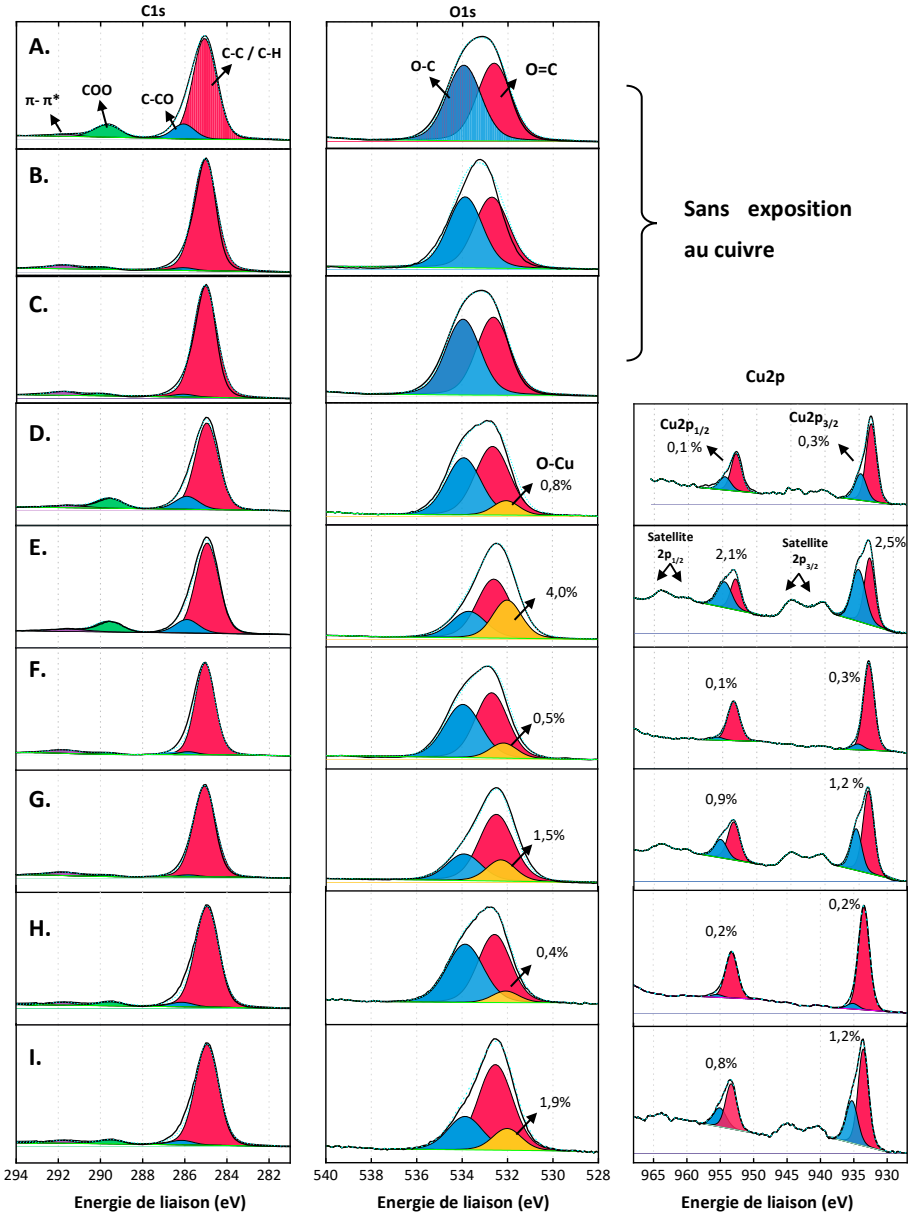 C1s
O1s
A.
C-C / C-H
COO
π- π*
C-CO
O-C
O=C
B.
Sans exposition
au cuivre
C.
Cu2p
D.
O-Cu
0,8%
Cu2p1/2
0,1 %
Cu2p3/2
0,3%
E.
4,0%
Satellite
2p1/2
2,1%
Satellite
2p3/2
2,5%
F.
0,5%
0,1%
0,3%
G.
1,5%
0,9%
1,2 %
H.
0,4%
0,2%
0,2%
I.
1,9%
0,8%
1,2%
294 292 290 288 286 284 282
540 538 536 534 532 530 528
965 960 955 950 945 940 935 930
Energie de liaison (eV)
Energie de liaison (eV)
Energie de liaison (eV)